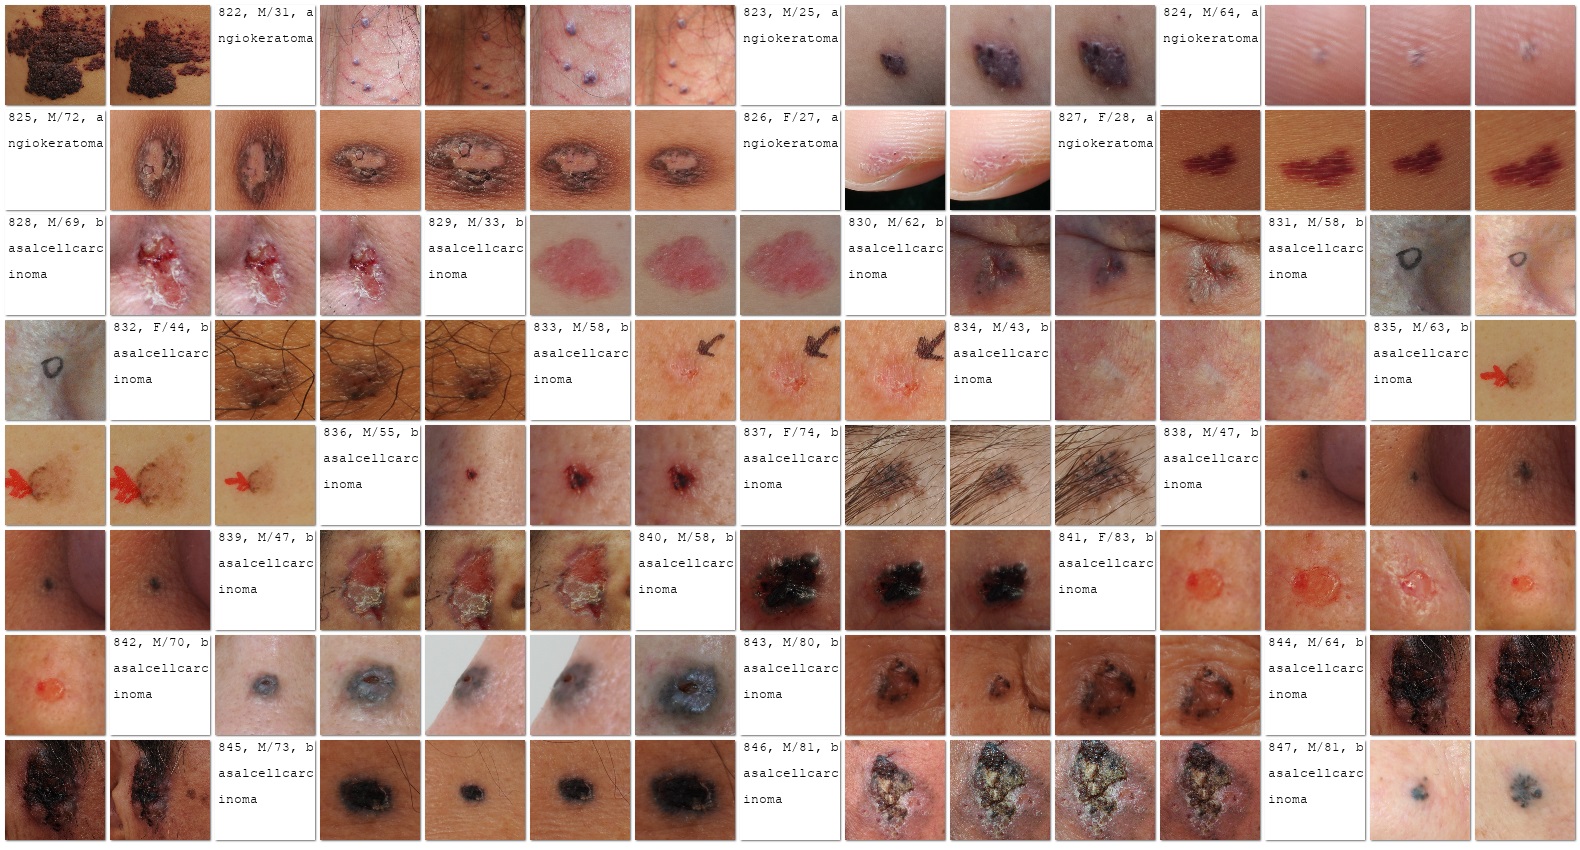 822, M/31, a
ngiokeratoma
823, M/25, a
ngiokeratoma
824, M/64, a
ngiokeratoma
825, M/72, a
ngiokeratoma
826, F/27, a
ngiokeratoma
827, F/28, a
ngiokeratoma
828, M/69, b
asalcellcarc
inoma
829, M/33, b
asalcellcarc
inoma
830, M/62, b
asalcellcarc
inoma
831, M/58, b
asalcellcarc
inoma
832, F/44, b
asalcellcarc
inoma
833, M/58, b
asalcellcarc
inoma
834, M/43, b
asalcellcarc
inoma
835, M/63, b
asalcellcarc
inoma
836, M/55, b
asalcellcarc
inoma
837, F/74, b
asalcellcarc
inoma
838, M/47, b
asalcellcarc
inoma
839, M/47, b
asalcellcarc
inoma
840, M/58, b
asalcellcarc
inoma
841, F/83, b
asalcellcarc
inoma
842, M/70, b
asalcellcarc
inoma
843, M/80, b
asalcellcarc
inoma
844, M/64, b
asalcellcarc
inoma
845, M/73, b
asalcellcarc
inoma
846, M/81, b
asalcellcarc
inoma
847, M/81, b
asalcellcarc
inoma